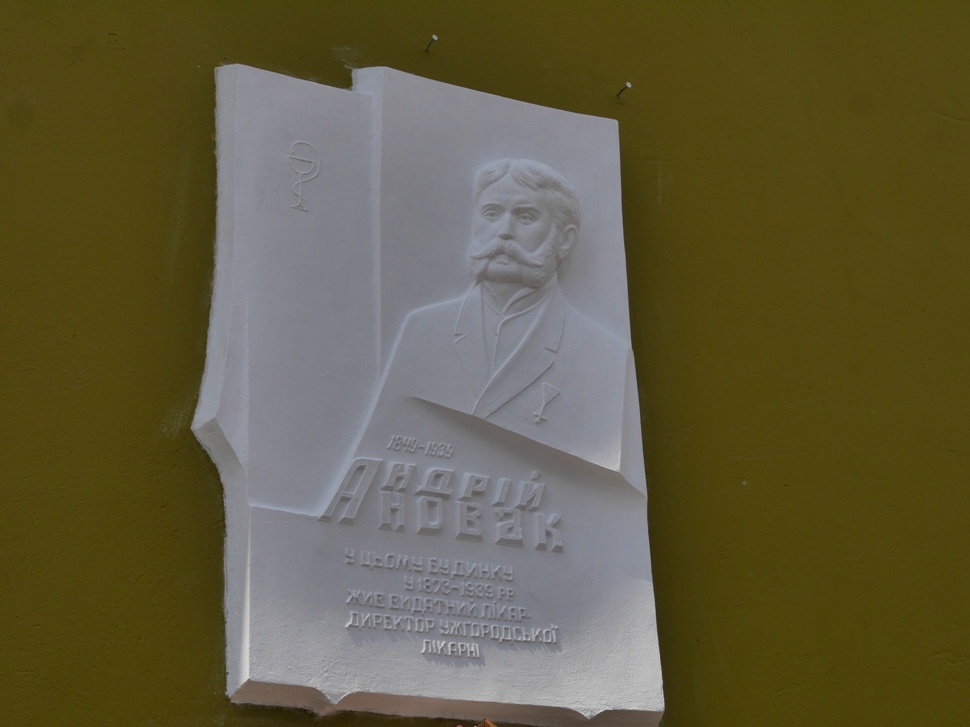 1849-1939
АНДРІЙ
НОВАК
У ЦЬОМУ БУДИНКУ
У 1873-1939 РР
ЖИВ ВИДАТНИЙ ЛІКАР-
ДИРЕКТОР УЖГОРОДСЬКОЇ
ЛІКАРНІ